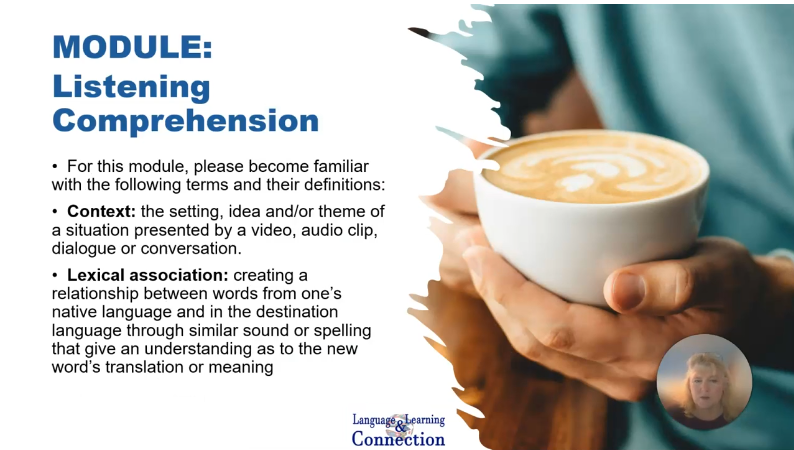 MODULE:
Listening
Comprehension
• For this module, please become familiar
with the following terms and their definitions:
• Context: the setting, idea and/or theme of
a situation presented by a video, audio clip,
dialogue or conversation.
• Lexical association: creating a
relationship between words from one’s
native language and in the destination
language through similar sound or spelling
that give an understanding as to the new
word’s translation or meaning
Language & Learning
Connection